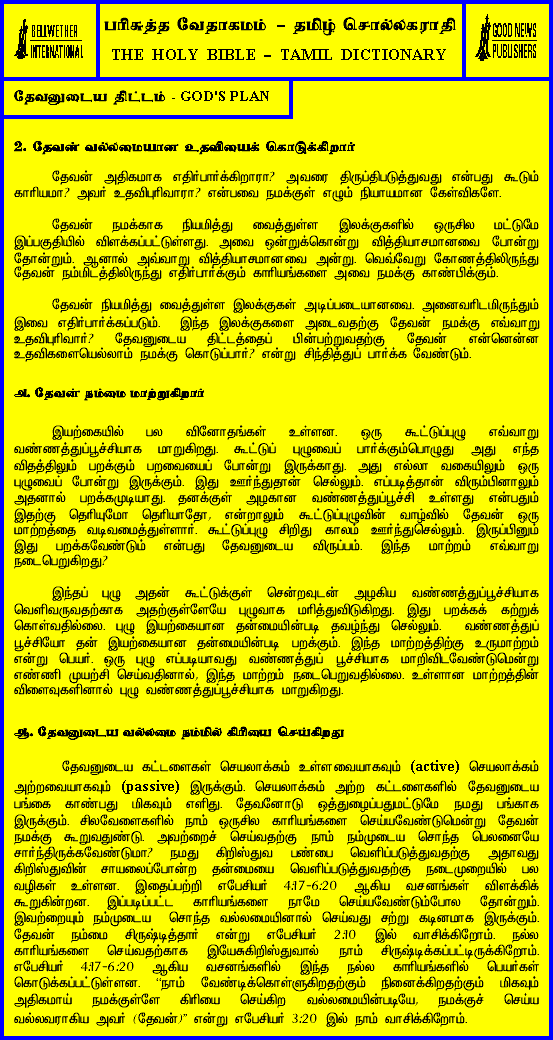 BELLWETHER
INTERNATIONAL
பரிசுத்த வேதாகமம் – தமிழ் சொல்லகராதி
THE HOLY BIBLE – TAMIL DICTIONARY
GOOD NEWS
PUBLISHERS
தேவனுடைய திட்டம் - GOD'S PLAN
2. தேவன் வல்லமையான உதவியைக் கொடுக்கிறார்
தேவன் அதிகமாக எதிர்பார்க்கிறாரா? அவரை திருப்திபடுத்துவது என்பது கூடும்
காரியமா? அவர் உதவிபுரிவாரா? என்பவை நமக்குள் எழும் நியாயமான கேள்விகளே.
தேவன் நமக்காக நியமித்து வைத்துள்ள இலக்குகளில் ஒருசில மட்டுமே
இப்பகுதியில் விளக்கப்பட்டுள்ளது. அவை ஒன்றுக்கொன்று வித்தியாசமானவை போன்று
தோன்றும். ஆனால் அவ்வாறு வித்தியாசமானவை அன்று. வெவ்வேறு கோணத்திலிருந்து
தேவன் நம்மிடத்திலிருந்து எதிர்பார்க்கும் காரியங்களை அவை நமக்கு காண்பிக்கும்.
தேவன் நியமித்து வைத்துள்ள இலக்குகள் அடிப்படையானவை. அனைவரிடமிருந்தும்
இவை எதிர்பார்க்கப்படும். இந்த இலக்குகளை அடைவதற்கு தேவன் நமக்கு எவ்வாறு
உதவிபுரிவார்? தேவனுடைய திட்டத்தைப் பின்பற்றுவதற்கு தேவன் என்னென்ன
உதவிகளையெல்லாம் நமக்கு கொடுப்பார்? என்று சிந்தித்துப் பார்க்க வேண்டும்.
அ. தேவன் நம்மை மாற்றுகிறார்
இயற்கையில் பல வினோதங்கள் உள்ளன. ஒரு கூட்டுப்புழு எவ்வாறு
வண்ணத்துப்பூச்சியாக மாறுகிறது. கூட்டுப் புழுவைப் பார்க்கும்பொழுது அது எந்த
விதத்திலும் பறக்கும் பறவையைப் போன்று இருக்காது. அது எல்லா வகையிலும் ஒரு
புழுவைப் போன்று இருக்கும். இது ஊர்ந்துதான் செல்லும். எப்படித்தான் விரும்பினாலும்
அதனால் பறக்கமுடியாது. தனக்குள் அழகான வண்ணத்துப்பூச்சி உள்ளது என்பதும்
இதற்கு தெரியுமோ தெரியாதோ, என்றாலும் கூட்டுப்புழுவின் வாழ்வில் தேவன் ஒரு
மாற்றத்தை வடிவமைத்துள்ளார். கூட்டுப்புழு சிறிது காலம் ஊர்ந்துசெல்லும். இருப்பினும்
இது பறக்கவேண்டும் என்பது தேவனுடைய விருப்பம். இந்த மாற்றம் எவ்வாறு
நடைபெறுகிறது?
இந்தப் புழு அதன் கூட்டுக்குள் சென்றவுடன் அழகிய வண்ணத்துப்பூச்சியாக
வெளிவருவதற்காக அதற்குள்ளேயே புழுவாக மரித்துவிடுகிறது. இது பறக்கக் கற்றுக்
கொள்வதில்லை. புழு இயற்கையான தன்மையின்படி தவழ்ந்து செல்லும். வண்ணத்துப்
பூச்சியோ தன் இயற்கையான தன்மையின்படி பறக்கும். இந்த மாற்றத்திற்கு உருமாற்றம்
என்று பெயர். ஒரு புழு எப்படியாவது வண்ணத்துப் பூச்சியாக மாறிவிடவேண்டுமென்று
எண்ணி முயற்சி செய்வதினால், இந்த மாற்றம் நடைபெறுவதில்லை. உள்ளான மாற்றத்தின்
விளைவுகளினால் புழு வண்ணத்துப்பூச்சியாக மாறுகிறது.
ஆ. தேவனுடைய வல்லமை நம்மில் கிரியை செய்கிறது
தேவனுடைய கட்டளைகள் செயலாக்கம் உள்ளவையாகவும் (active) செயலாக்கம்
அற்றவையாகவும் (passive) இருக்கும். செயலாக்கம் அற்ற கட்டளைகளில் தேவனுடைய
பங்கை காண்பது மிகவும் எளிது. தேவனோடு ஒத்துழைப்பதுமட்டுமே நமது பங்காக
இருக்கும். சிலவேளைகளில் நாம் ஒருசில காரியங்களை செய்யவேண்டுமென்று தேவன்
நமக்கு கூறுவதுண்டு. அவற்றைச் செய்வதற்கு நாம் நம்முடைய சொந்த பெலனையே
சார்ந்திருக்கவேண்டுமா? நமது கிறிஸ்துவ பண்பை வெளிப்படுத்துவதற்கு அதாவது
கிறிஸ்துவின் சாயலைப்போன்ற தன்மையை வெளிப்படுத்துவதற்கு நடைமுறையில் பல
வழிகள் உள்ளன. இதைப்பற்றி எபேசியர் 4:17-6:20 ஆகிய வசனங்கள் விளக்கிக்
கூறுகின்றன. இப்படிப்பட்ட காரியங்களை நாமே செய்யவேண்டும்போல தோன்றும்.
இவற்றையும் நம்முடைய சொந்த வல்லமையினால் செய்வது சற்று கடினமாக இருக்கும்.
தேவன் நம்மை சிருஷ்டித்தார் என்று எபேசியர் 2:10 இல் வாசிக்கிறோம். நல்ல
காரியங்களை செய்வதற்காக இயேசுகிறிஸ்துவால் நாம் சிருஷ்டிக்கப்பட்டிருக்கிறோம்.
எபேசியர் 4:17-6:20 ஆகிய வசனங்களில் இந்த நல்ல காரியங்களில் பெயர்கள்
கொடுக்கப்பட்டுள்ளன. “நாம் வேண்டிக்கொள்ளுகிறதற்கும் நினைக்கிறதற்கும் மிகவும்
அதிகமாய் நமக்குள்ளே கிரியை செய்கிற வல்லமையின்படியே, நமக்குச் செய்ய
வல்லவராகிய அவர் (தேவன்)” என்று எபேசியர் 3:20 இல் நாம் வாசிக்கிறோம்.